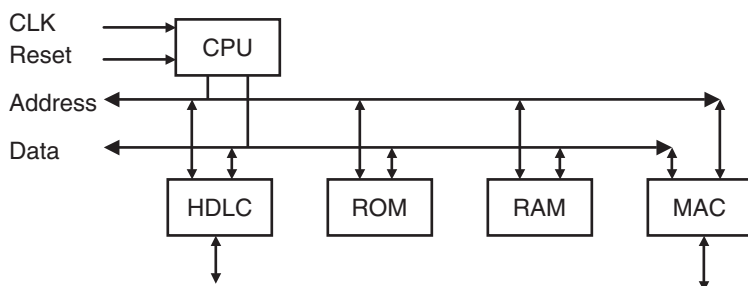 CLK
CPU
Reset
Address
Data
HDLC
ROM
RAM
MAC